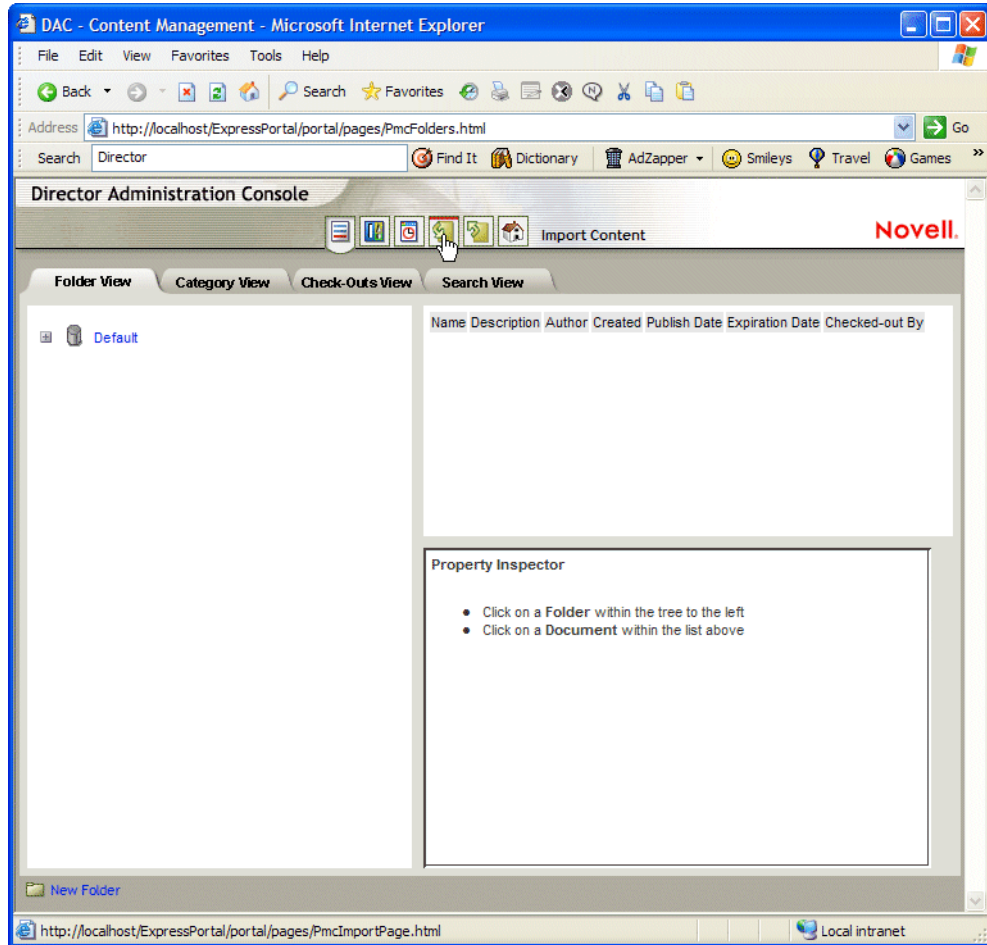 DAC - Content Management - Microsoft Internet Explorer
File Edit View Favorites Tools Help
Back Search Favorites
Address http://localhost/ExpressPortal/portal/pages/PmcFolders.html Go
Search Director Find It Dictionary AdZapper Smileys Travel Games »
Director Administration Console
Import Content Novell.
Folder View Category View Check-Outs View Search View
Name Description Author Created Publish Date Expiration Date Checked-out By
Default
Property Inspector
• Click on a Folder within the tree to the left
• Click on a Document within the list above
New Folder
http://localhost/ExpressPortal/portal/pages/PmcImportPage.html Local intranet